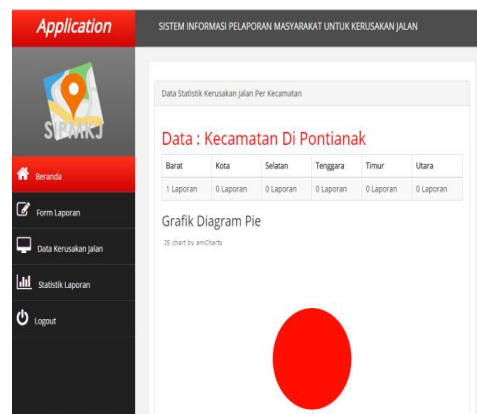 Application
SISTEM INFORMASI PELAPORAN MASYARAKAT UNTUK KERUSAKAN JALAN
SIPMKJ
Beranda
Form Laporan
Data Kerusakan Jalan
Statistik Laporan
Logout
Data Statistik Kerusakan Jalan Per Kecamatan
Data : Kecamatan Di Pontianak
Barat Kota Selatan Tenggara Timur Utara
1 Laporan 0 Laporan 0 Laporan 0 Laporan 0 Laporan 0 Laporan
Grafik Diagram Pie
JS chart by amCharts